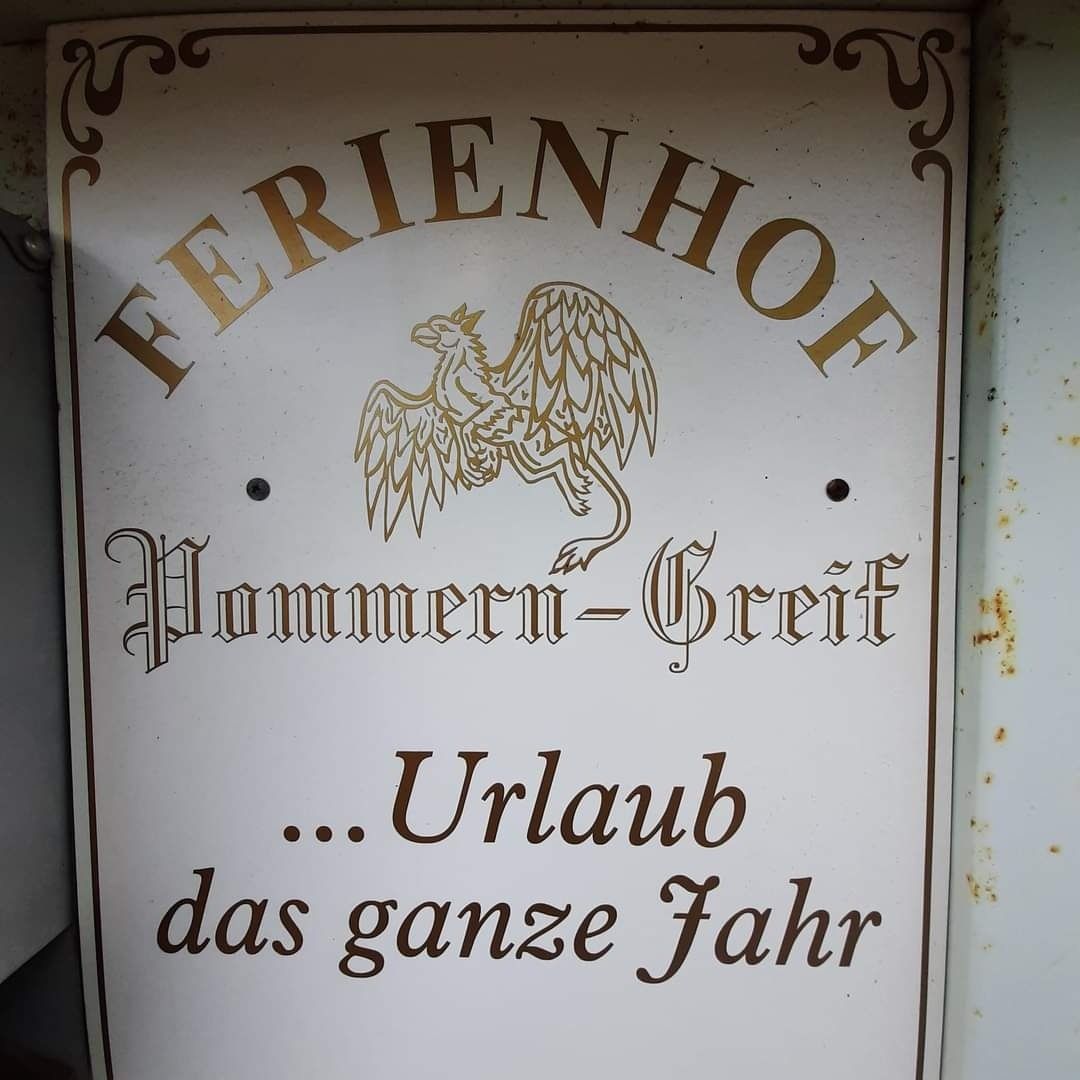 FERIENHOF
Pommern-Greif
...Urlaub
das ganze Jahr